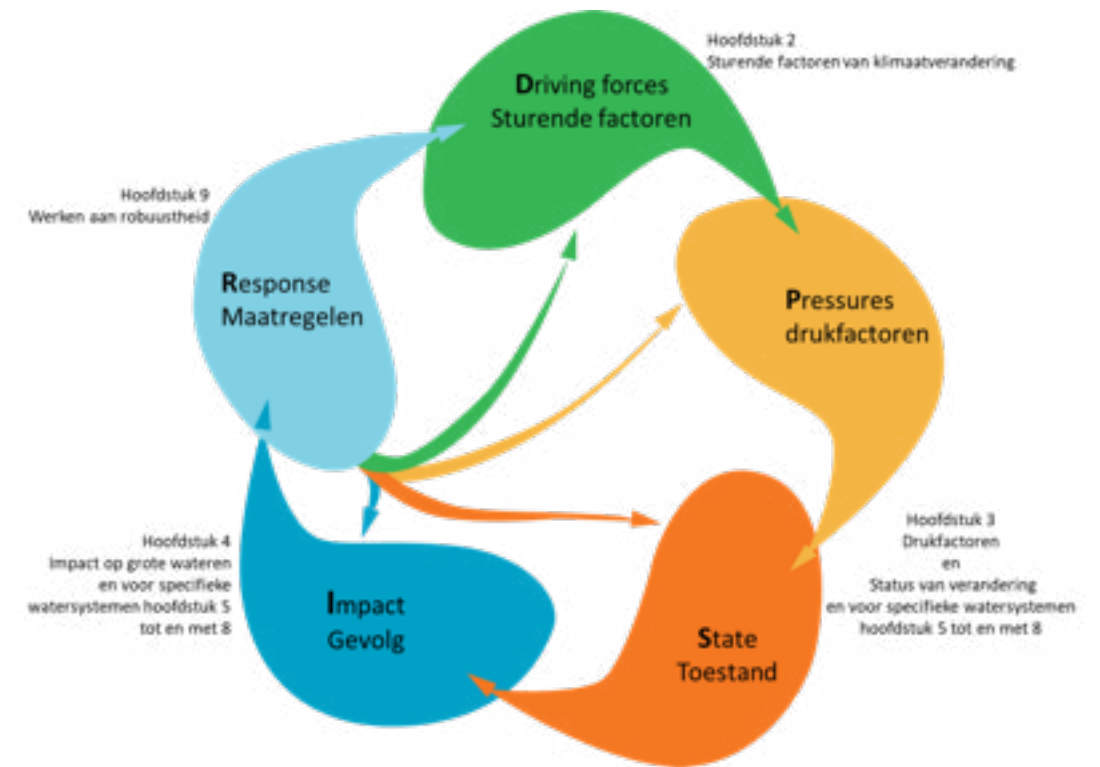 Hoofdstuk 2
Sturende factoren van klimaatverandering
Driving forces
Sturende factoren
Hoofdstuk 9
Werken aan robuustheid
Response
Maatregelen
Pressures
drukfactoren
Hoofdstuk 3
Drukfactoren
en
Status van verandering
en voor specifieke watersystemen
hoofdstuk 5 tot en met 8
Hoofdstuk 4
Impact op grote wateren
en voor specifieke
watersystemen hoofdstuk 5
tot en met 8
Impact
Gevolg
State
Toestand